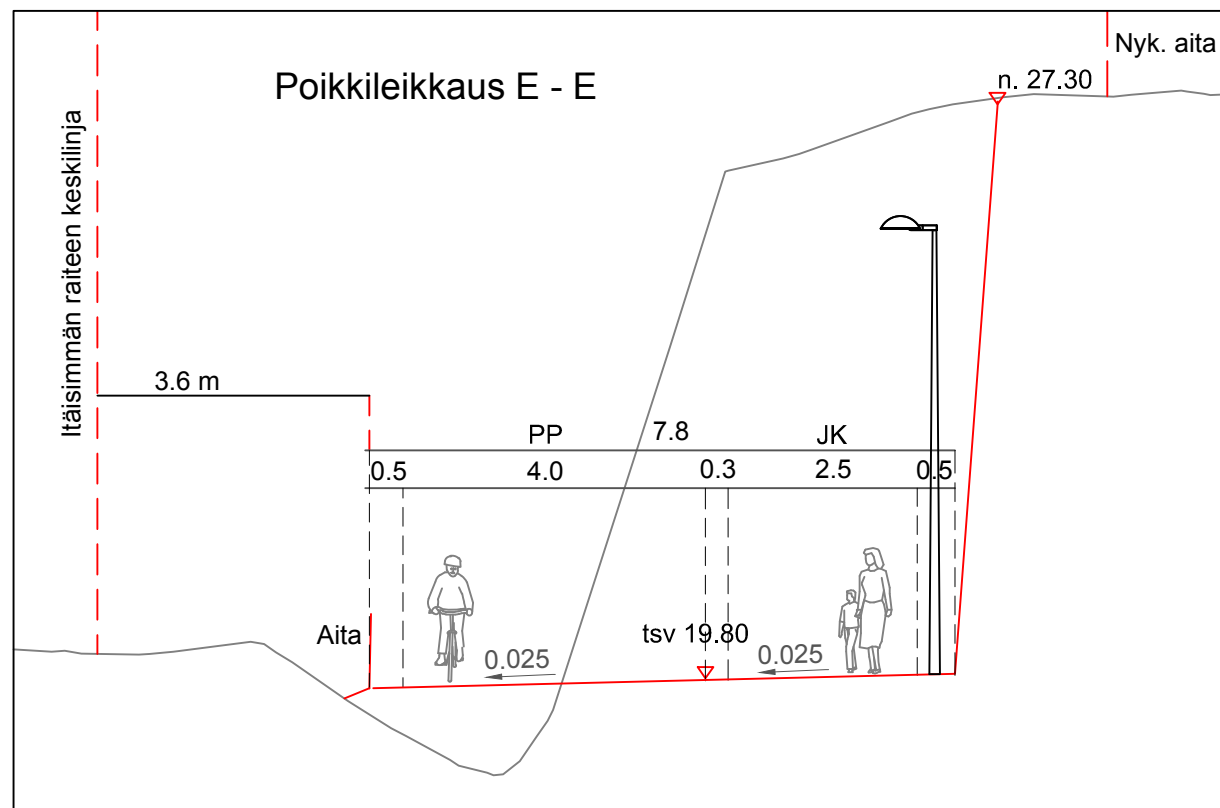 Nyk. aita
n. 27.30
Poikkileikkaus E - E
Itäisimmän raiteen keskilinja
3.6 m
PP 7.8 JK
0.5 4.0 0.3 2.5 0.5
Aita
tsv 19.80
0.025
0.025